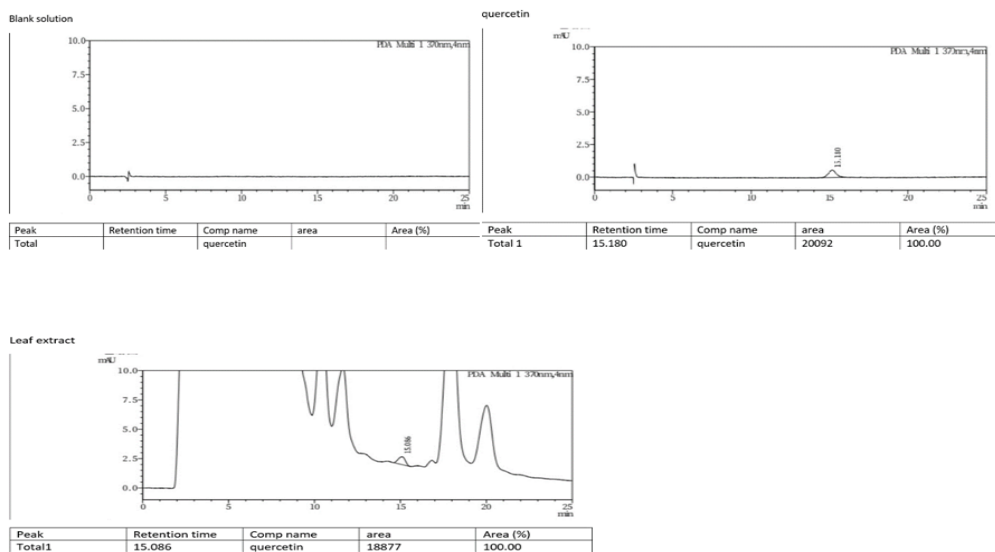 Blank solution
PDA Multi 1 370nm,4nm
10.0
7.5
5.0
2.5
0.0
0 5 10 15 20 25
min
Peak Retention time Comp name area Area (%)
Total quercetin
quercetin
mAU
PDA Multi 1 370nm,4nm
10.0
7.5
5.0
2.5
0.0
15.180
0 5 10 15 20 25
min
Peak Retention time Comp name area Area (%)
Total 1 15.180 quercetin 20092 100.00
Leaf extract
mAU
PDA Multi 1 370nm,4nm
10.0
7.5
5.0
2.5
0.0
15.086
0 5 10 15 20 25
min
Peak Retention time Comp name area Area (%)
Total1 15.086 quercetin 18877 100.00